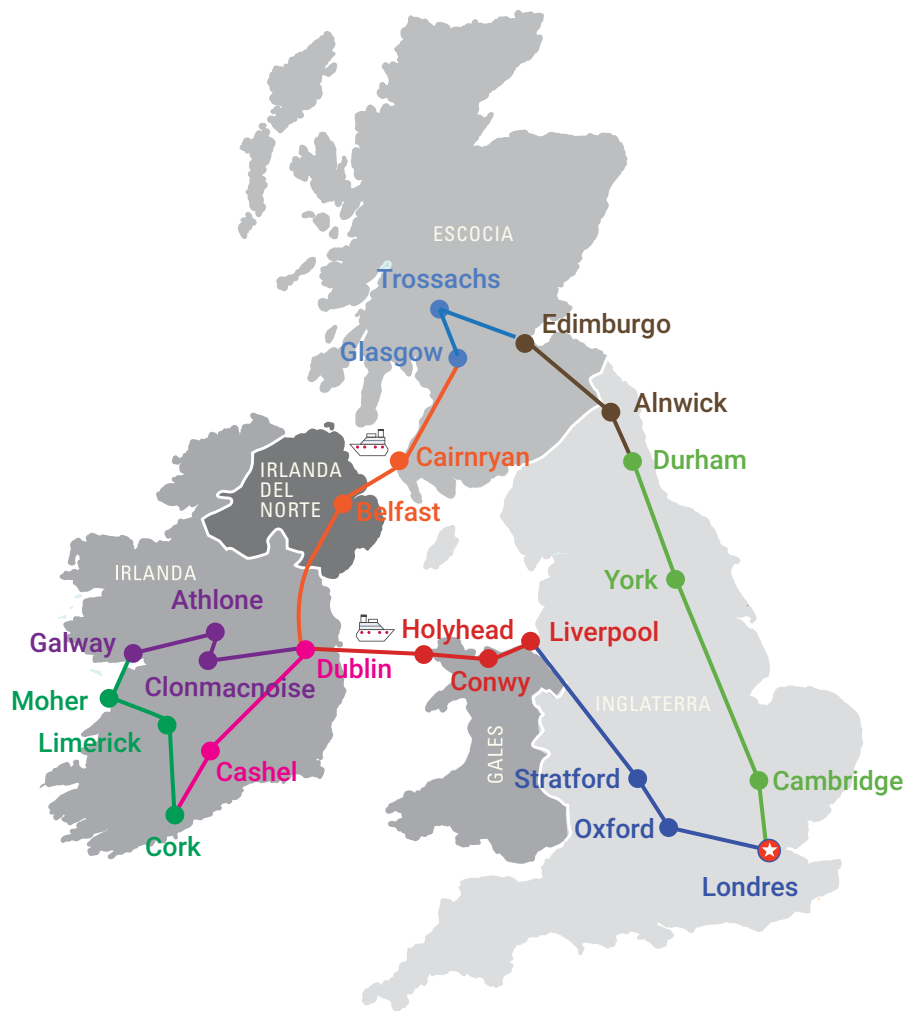 ESCOCIA
Trossachs
Edimburgo
Glasgow
Alnwick
Cairnryan
Durham
IRLANDA
DEL
NORTE
Belfast
IRLANDA
York
Athlone
Galway
Holyhead
Liverpool
Dublin
Conwy
Clonmacnoise
Moher
INGLATERRA
Limerick
GALES
Cashel
Stratford
Cambridge
Oxford
Cork
Londres